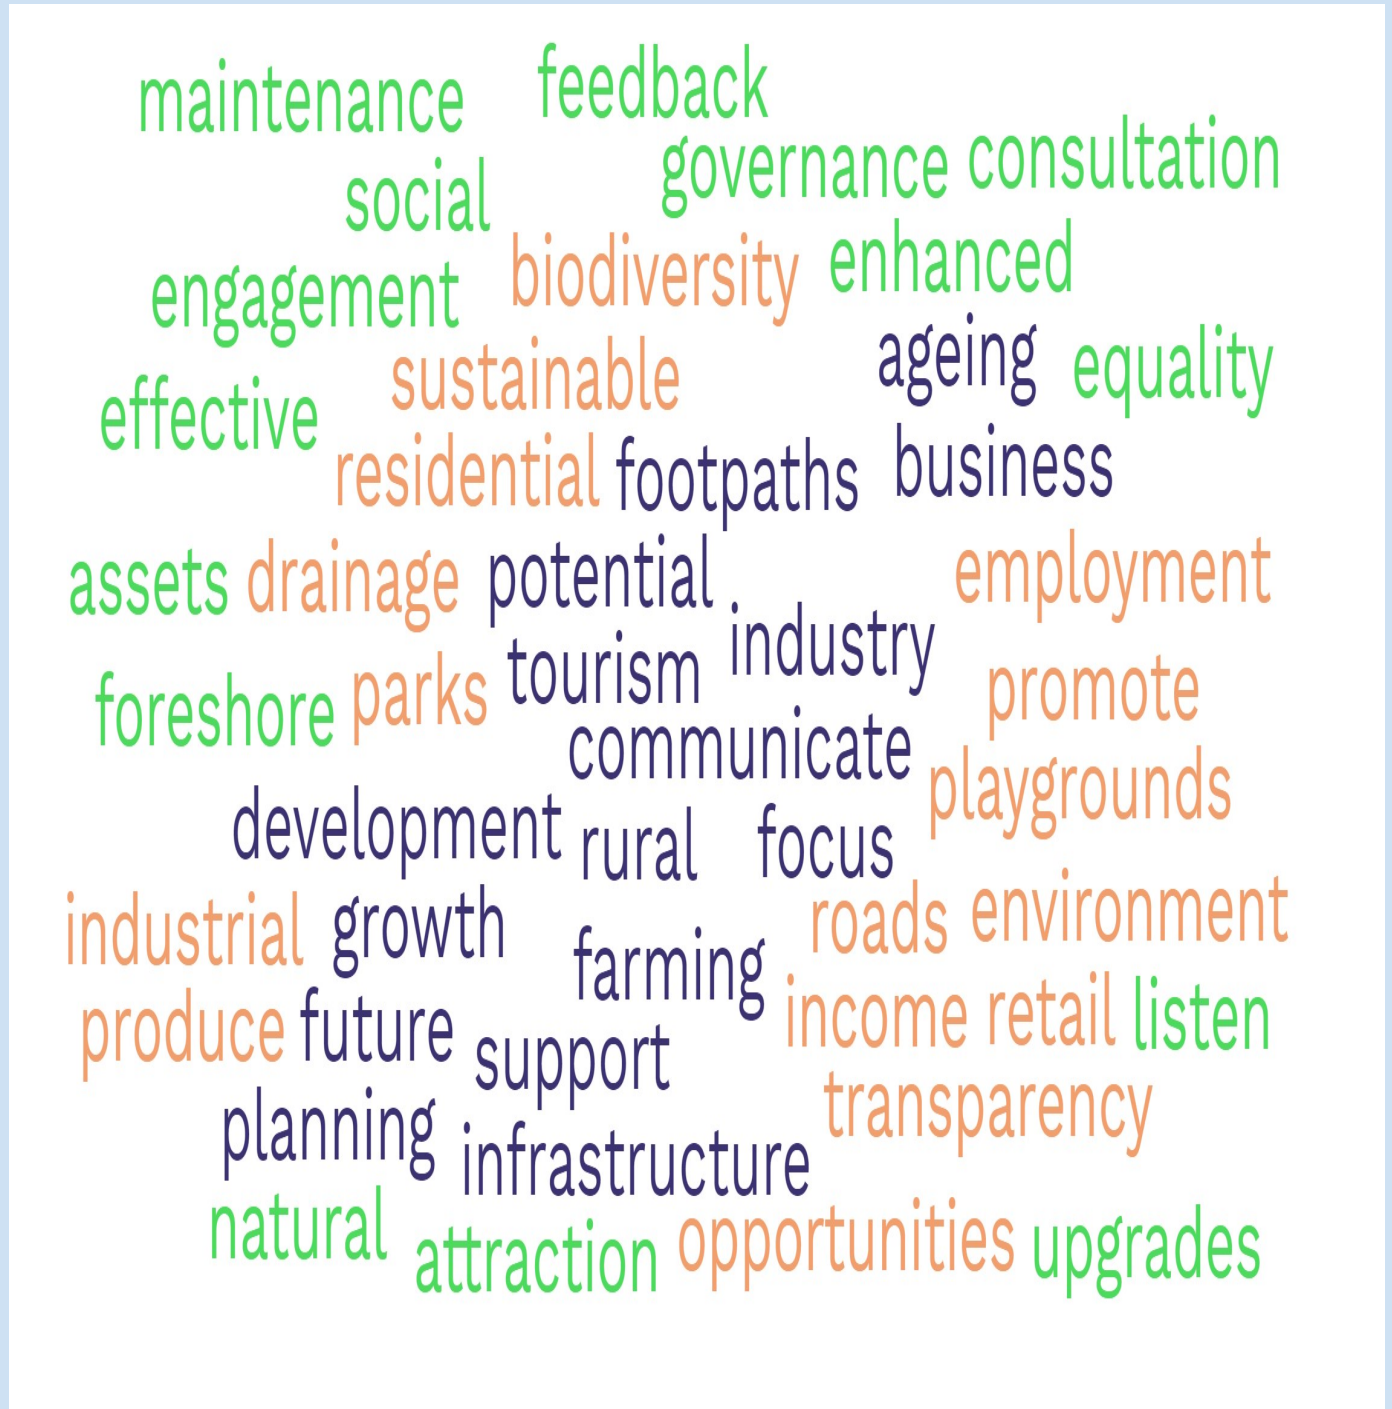 maintenance feedback
governance consultation
social
biodiversity enhanced
engagement
ageing equality
sustainable
effective
business
residential footpaths
assets drainage potential employment
industry
foreshore parks tourism promote
communicate
playgrounds
development rural focus
industrial growth roads environment
farming
produce future income retail listen
support
planning transparency
infrastructure
natural attraction opportunities upgrades